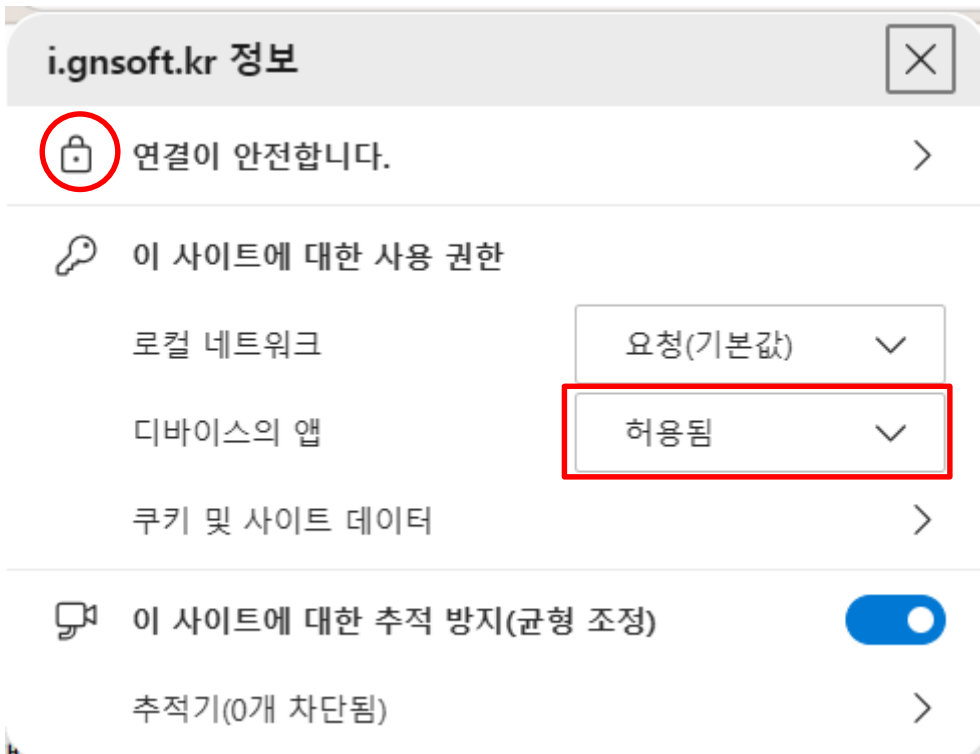 i.gnsoft.kr 정보
연결이 안전합니다.
이 사이트에 대한 사용 권한
로컬 네트워크 요청(기본값)
디바이스의 앱 허용됨
쿠키 및 사이트 데이터
이 사이트에 대한 추적 방지(균형 조정)
추적기(0개 차단됨)